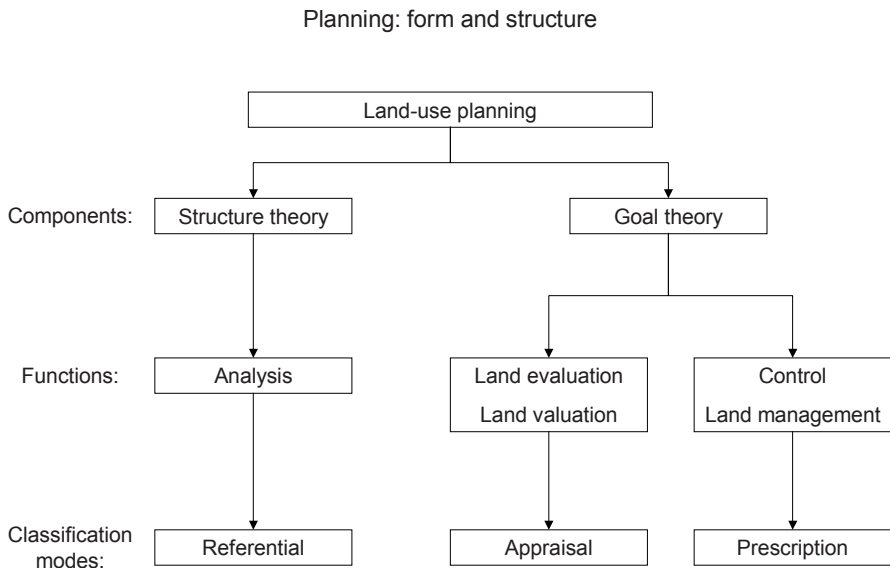 Planning: form and structure
Land-use planning
Components:
Structure theory
Goal theory
Functions:
Analysis
Land evaluation
Land valuation
Control
Land management
Classification
modes:
Referential
Appraisal
Prescription